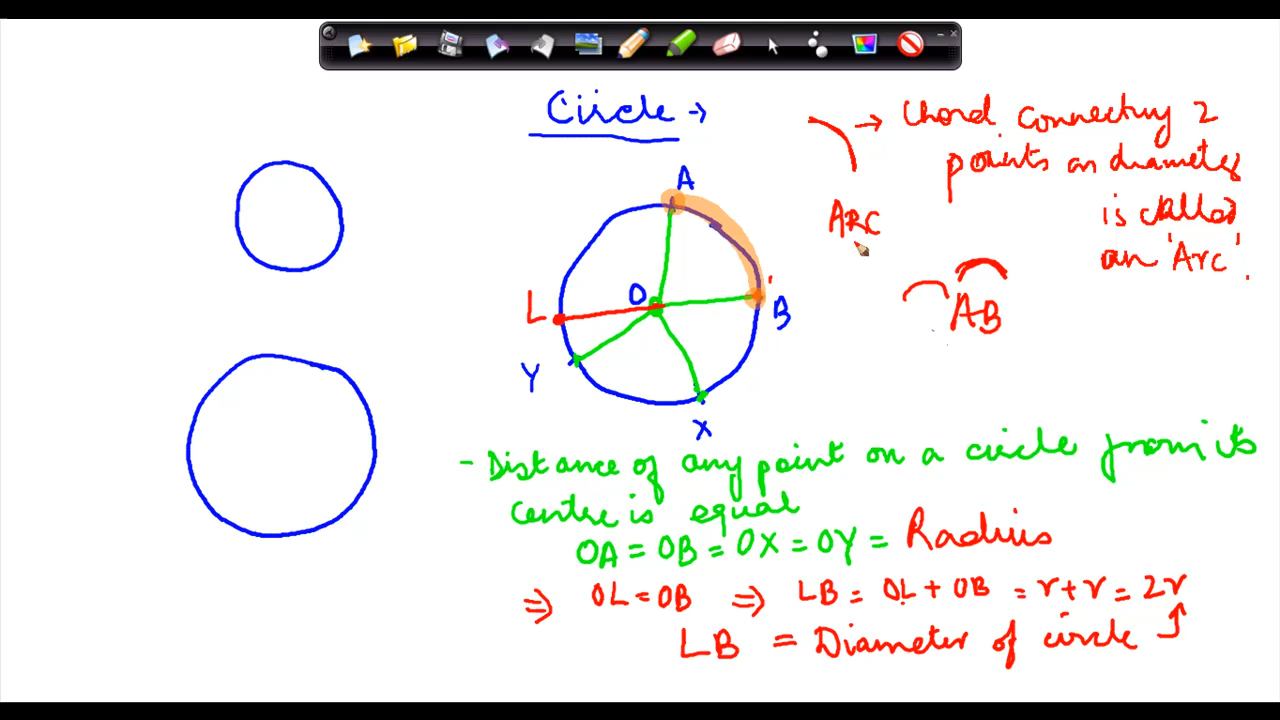 Circle →
→ Chord connecting 2
points on diameter
is called
an 'Arc'.
ARC
AB
A
O
L
B
Y
X
- Distance of any point on a circle from its
centre is equal
OA = OB = OX = OY = Radius
⇒ OL = OB ⇒ LB = OL + OB = r + r = 2r
LB = Diameter of circle